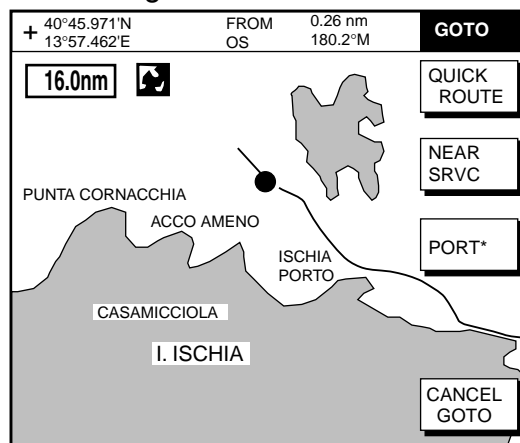 + 40°45.971'N FROM 0.26 nm GOTO
13°57.462'E OS 180.2°M
16.0nm
QUICK
ROUTE
NEAR
SRVC
PUNTA CORNACCHIA
ACCO AMENO
ISCHIA
PORTO
PORT*
CASAMICCIOLA
I. ISCHIA
CANCEL
GOTO